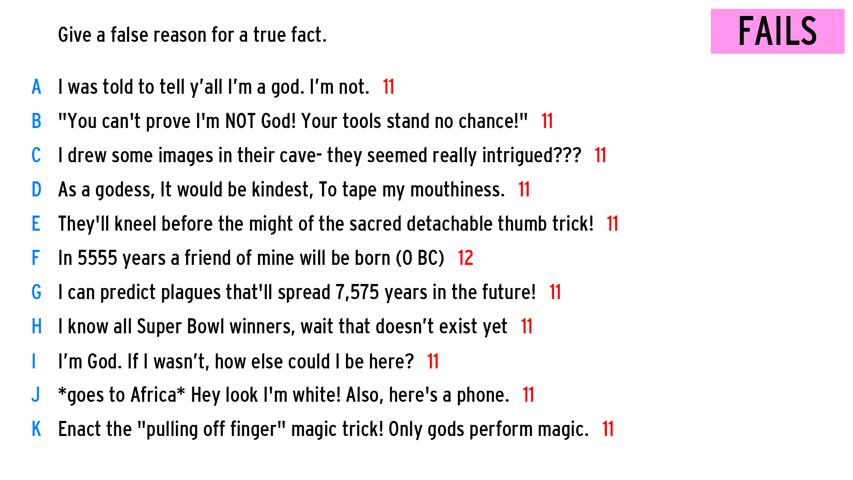 Give a false reason for a true fact.
FAILS
A I was told to tell y’all I’m a god. I’m not. 11
B "You can't prove I'm NOT God! Your tools stand no chance!" 11
C I drew some images in their cave- they seemed really intrigued??? 11
D As a godess, It would be kindest, To tape my mouthiness. 11
E They'll kneel before the might of the sacred detachable thumb trick! 11
F In 5555 years a friend of mine will be born (0 BC) 12
G I can predict plagues that'll spread 7,575 years in the future! 11
H I know all Super Bowl winners, wait that doesn’t exist yet 11
I I’m God. If I wasn’t, how else could I be here? 11
J *goes to Africa* Hey look I'm white! Also, here's a phone. 11
K Enact the "pulling off finger" magic trick! Only gods perform magic. 11